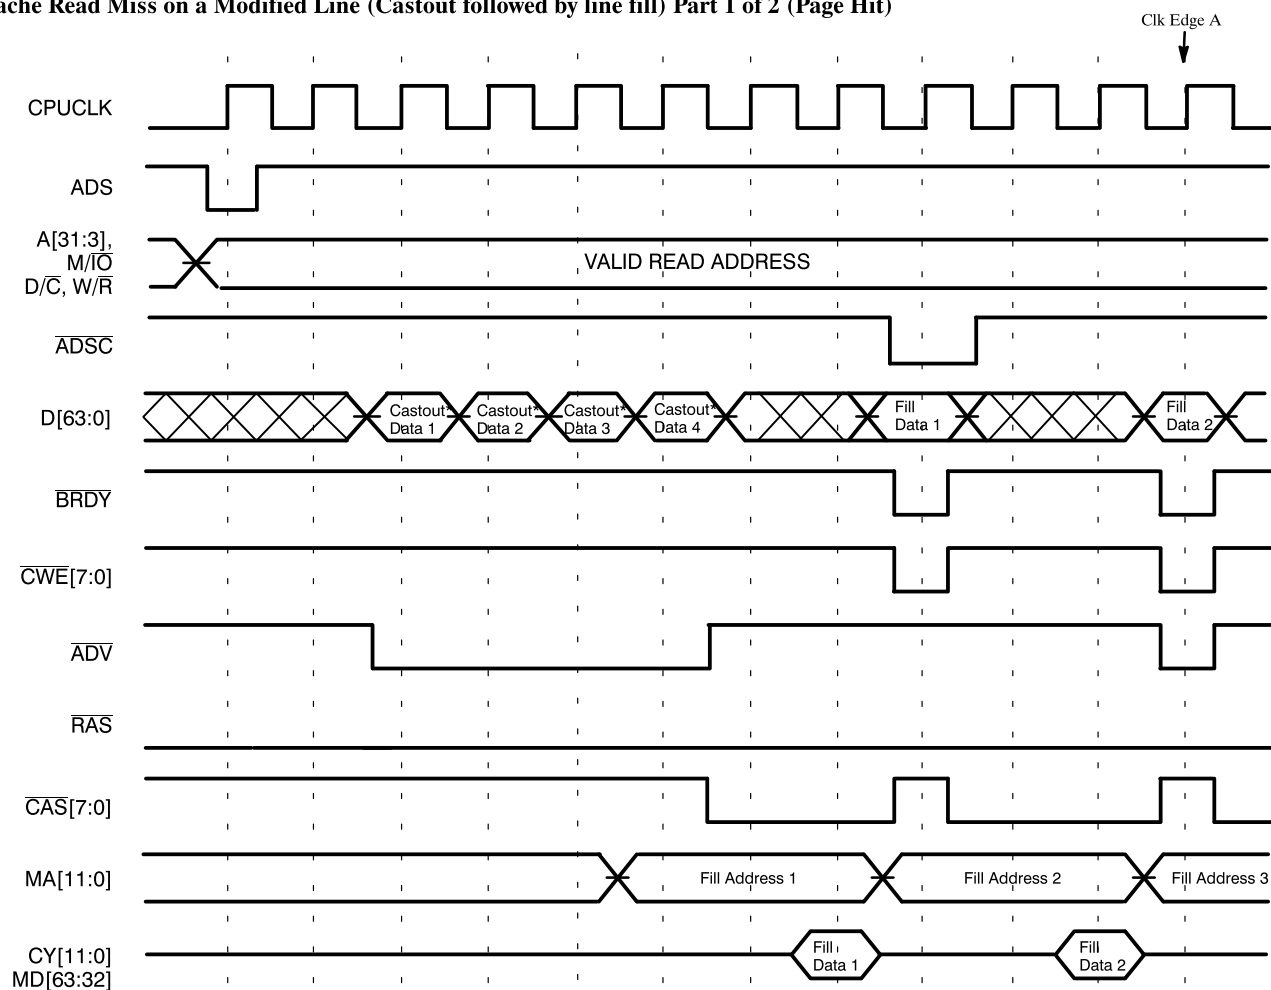 ache Read Miss on a Modified Line (Castout followed by line fill) Part 1 of 2 (Page Hit)
Clk Edge A
CPUCLK
ADS
A[31:3],
M/IO
D/C, W/R
VALID READ ADDRESS
ADSC
D[63:0]
Castout*
Data 1
Castout*
Data 2
Castout*
Data 3
Castout*
Data 4
Fill
Data 1
Fill
Data 2
BRDY
CWE[7:0]
ADV
RAS
CAS[7:0]
MA[11:0]
Fill Address 1
Fill Address 2
Fill Address 3
CY[11:0]
MD[63:32]
Fill
Data 1
Fill
Data 2